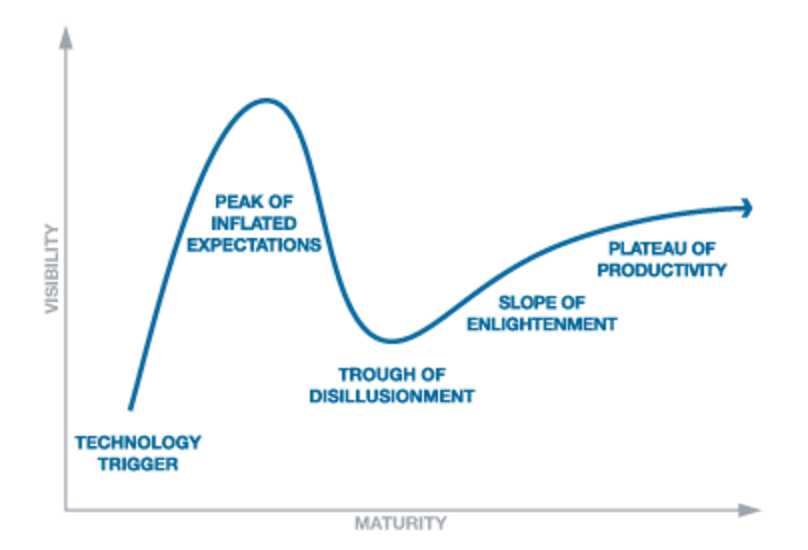 VISIBILITY
PEAK OF
INFLATED
EXPECTATIONS
PLATEAU OF
PRODUCTIVITY
SLOPE OF
ENLIGHTENMENT
TROUGH OF
DISILLUSIONMENT
TECHNOLOGY
TRIGGER
MATURITY